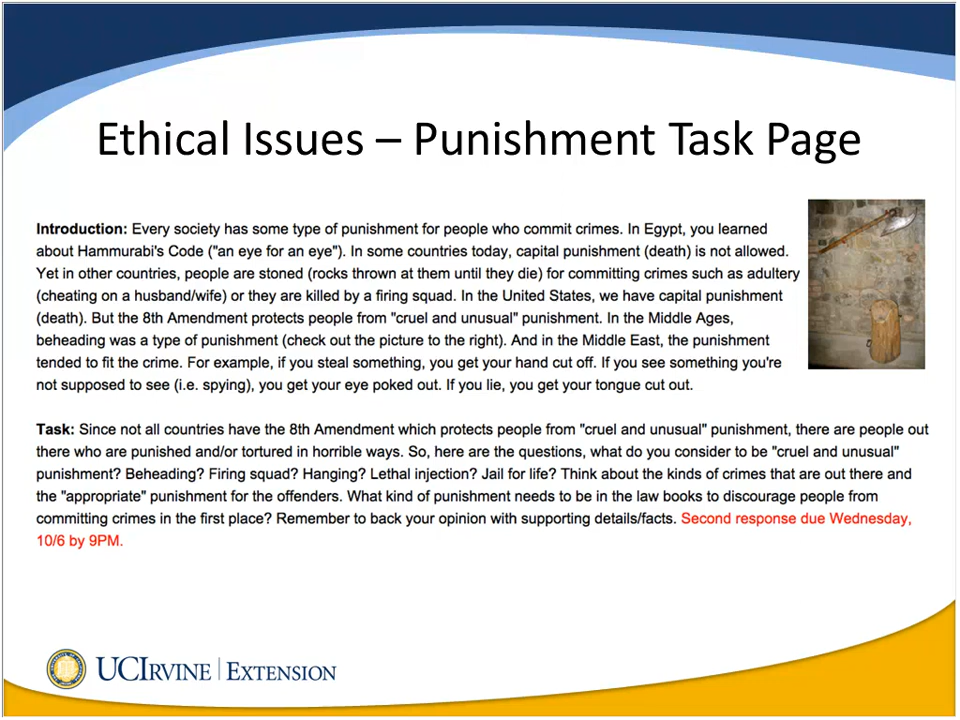 Ethical Issues – Punishment Task Page
Introduction: Every society has some type of punishment for people who commit crimes. In Egypt, you learned
about Hammurabi's Code ("an eye for an eye"). In some countries today, capital punishment (death) is not allowed.
Yet in other countries, people are stoned (rocks thrown at them until they die) for committing crimes such as adultery
(cheating on a husband/wife) or they are killed by a firing squad. In the United States, we have capital punishment
(death). But the 8th Amendment protects people from "cruel and unusual" punishment. In the Middle Ages,
beheading was a type of punishment (check out the picture to the right). And in the Middle East, the punishment
tended to fit the crime. For example, if you steal something, you get your hand cut off. If you see something you're
not supposed to see (i.e. spying), you get your eye poked out. If you lie, you get your tongue cut out.
Task: Since not all countries have the 8th Amendment which protects people from "cruel and unusual" punishment, there are people out
there who are punished and/or tortured in horrible ways. So, here are the questions, what do you consider to be "cruel and unusual"
punishment? Beheading? Firing squad? Hanging? Lethal injection? Jail for life? Think about the kinds of crimes that are out there and
the "appropriate" punishment for the offenders. What kind of punishment needs to be in the law books to discourage people from
committing crimes in the first place? Remember to back your opinion with supporting details/facts. Second response due Wednesday,
10/6 by 9PM.
UCIRVINE | EXTENSION